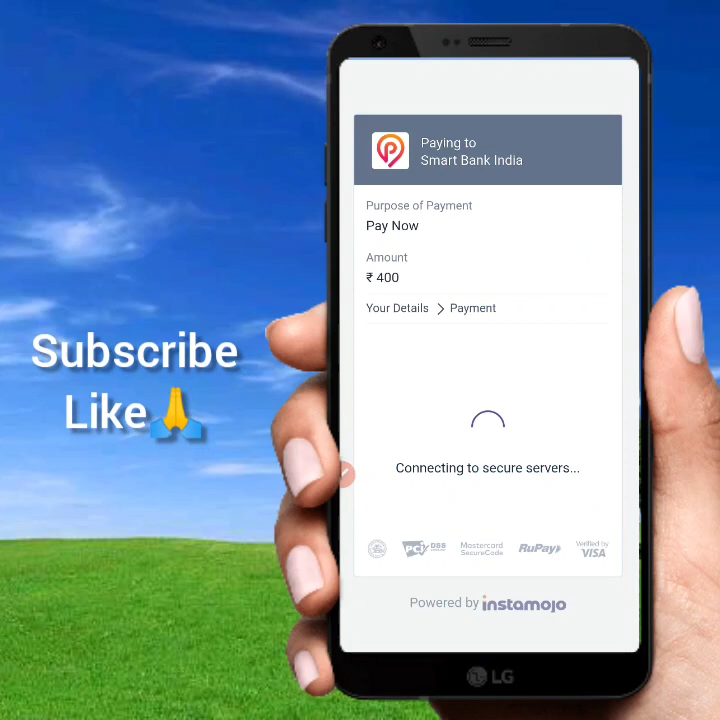 Subscribe
Like🙏
Paying to
Smart Bank India
Purpose of Payment
Pay Now
Amount
₹ 400
Your Details > Payment
Connecting to secure servers...
PCI DSS
Mastercard
SecureCode
RuPay
Verified by
VISA
Powered by instamojo
LG